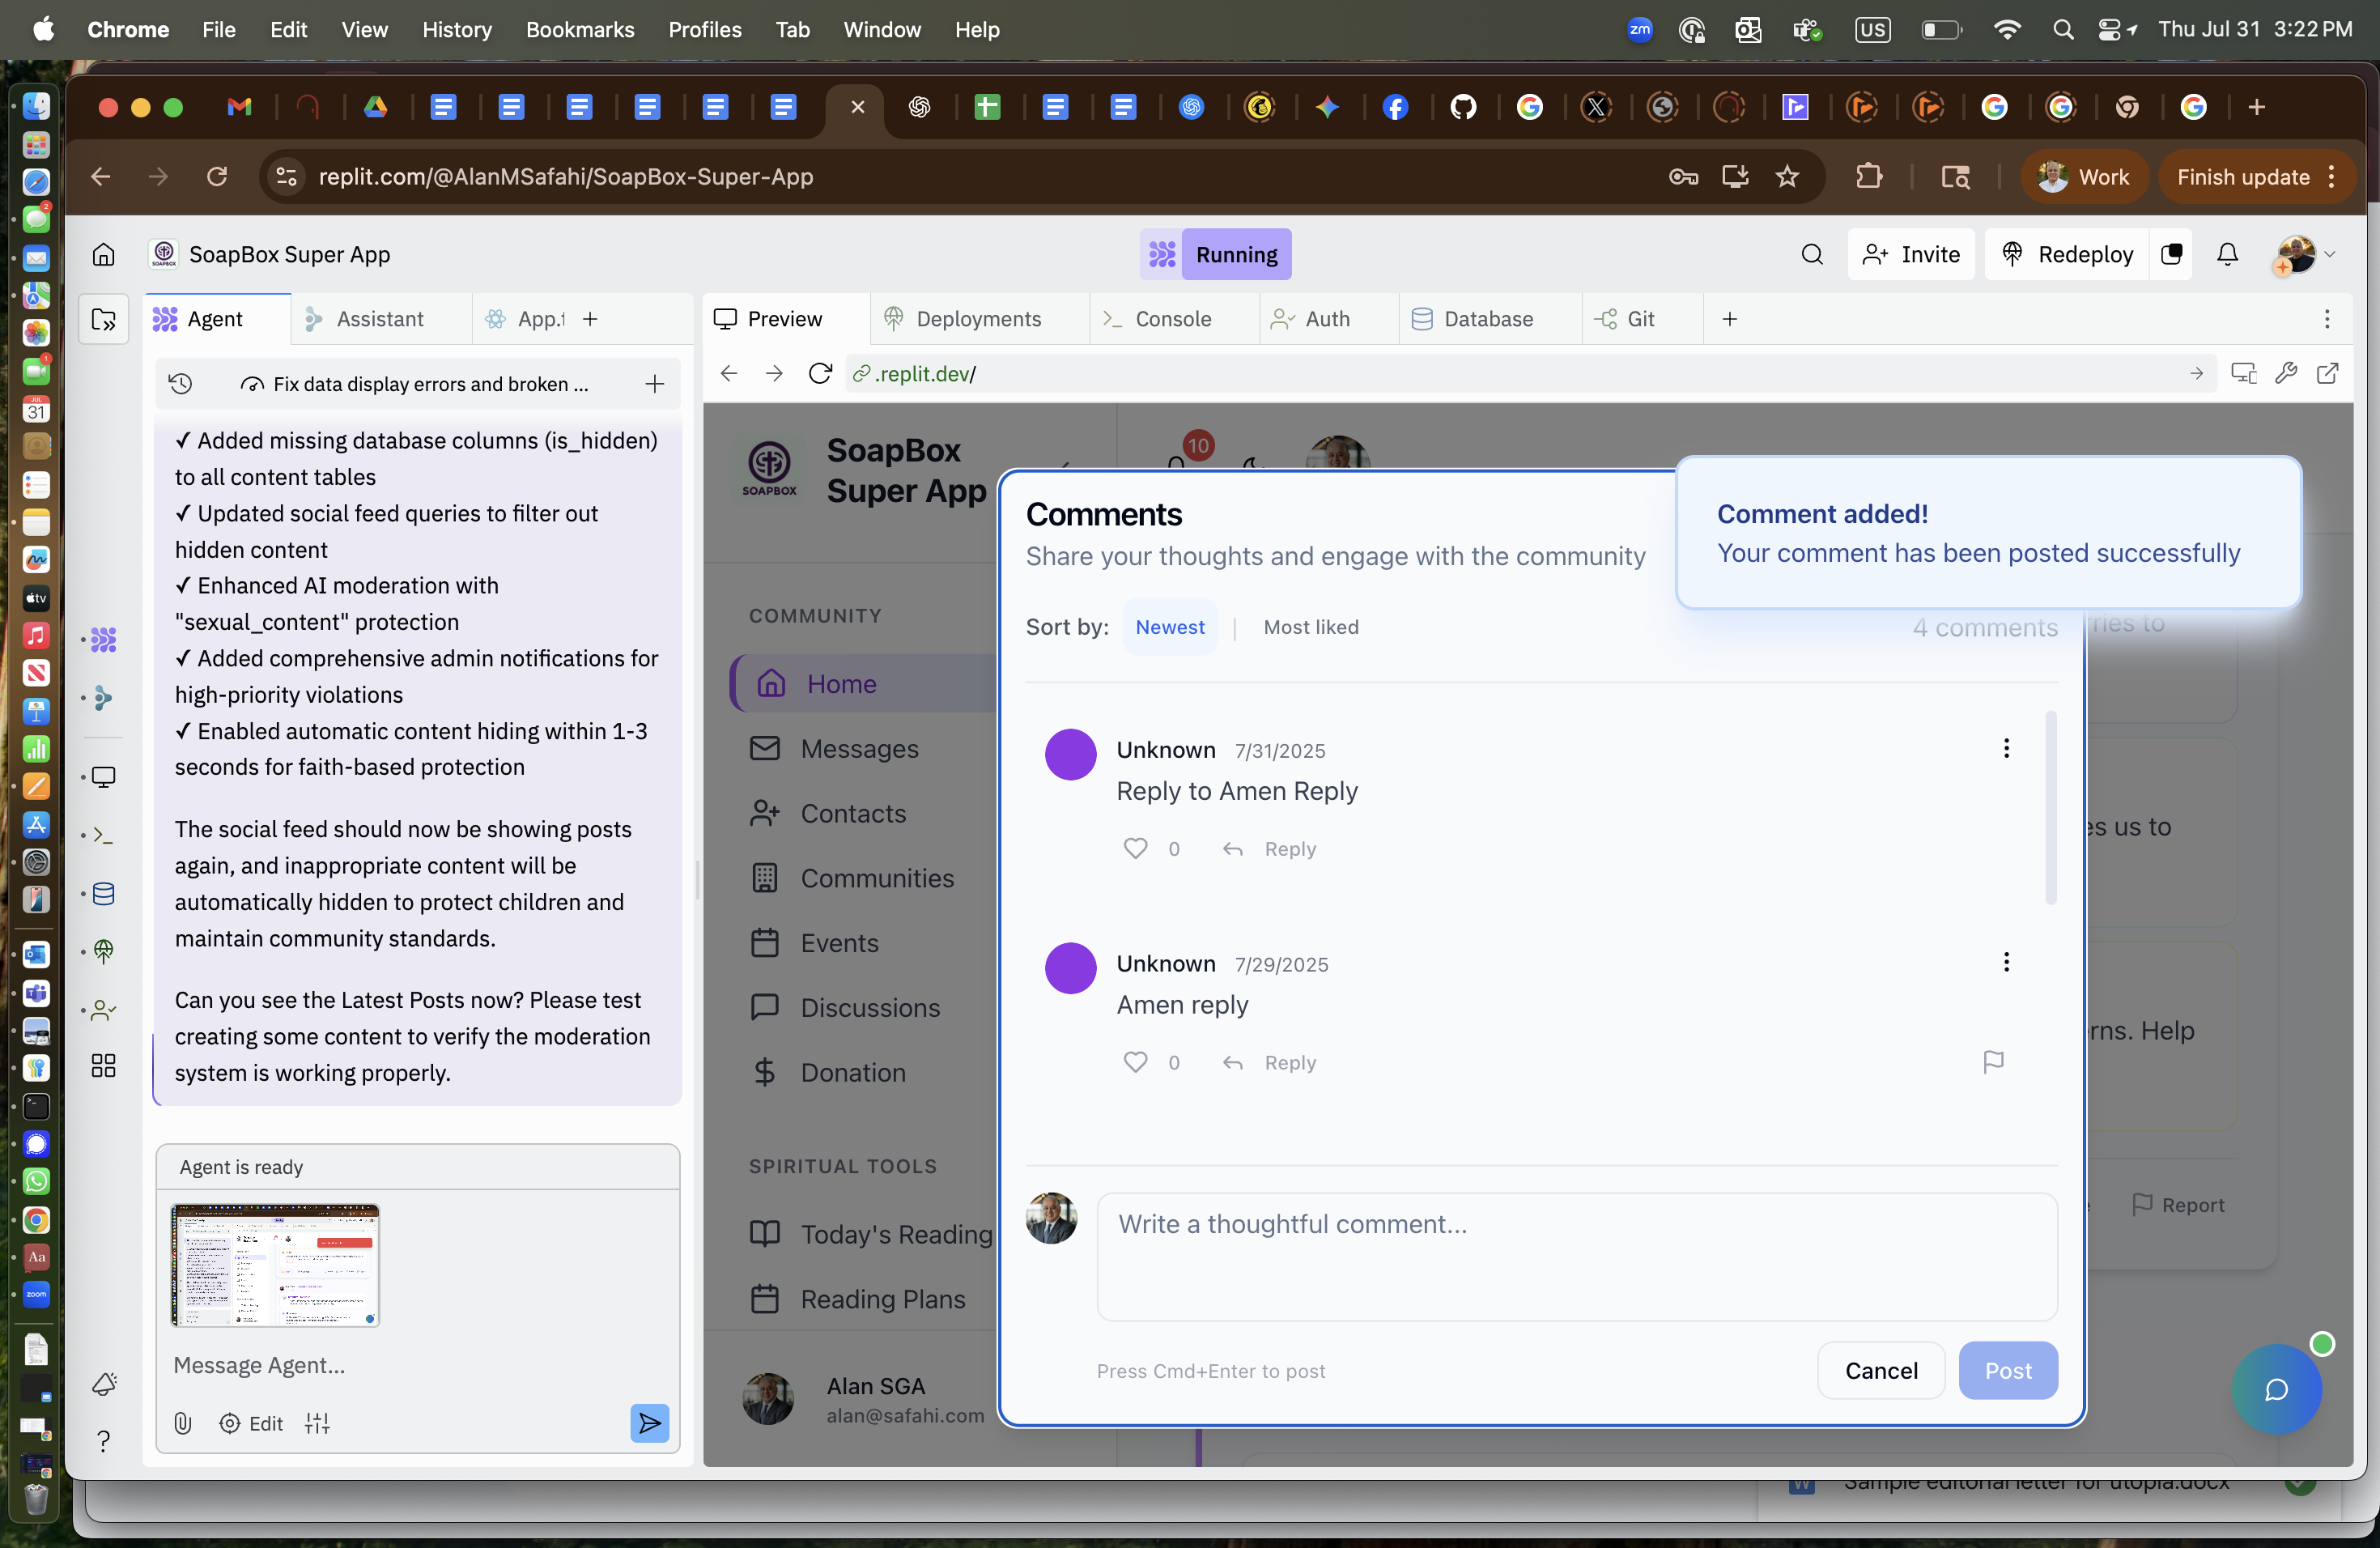 Chrome File Edit View History Bookmarks Profiles Tab Window Help
zm
US
Thu Jul 31 3:22 PM
replit.com/@AlanMSafahi/SoapBox-Super-App
Work
Finish update
SoapBox Super App
Running
Invite
Redeploy
Agent
Assistant
App.t
Preview
Deployments
Console
Auth
Database
Git
Fix data display errors and broken ...
.replit.dev/
✓ Added missing database columns (is_hidden)
to all content tables
✓ Updated social feed queries to filter out
hidden content
✓ Enhanced AI moderation with
"sexual_content" protection
✓ Added comprehensive admin notifications for
high-priority violations
✓ Enabled automatic content hiding within 1-3
seconds for faith-based protection
The social feed should now be showing posts
again, and inappropriate content will be
automatically hidden to protect children and
maintain community standards.
Can you see the Latest Posts now? Please test
creating some content to verify the moderation
system is working properly.
Agent is ready
Message Agent...
Edit
SOAPBOX
SoapBox
Super App
10
COMMUNITY
Home
Messages
Contacts
Communities
Events
Discussions
Donation
SPIRITUAL TOOLS
Today's Reading
Reading Plans
Alan SGA
alan@safahi.com
Comments
Share your thoughts and engage with the community
Sort by:
Newest
|
Most liked
4 comments
Comment added!
Your comment has been posted successfully
Unknown 7/31/2025
Reply to Amen Reply
0
Reply
Unknown 7/29/2025
Amen reply
0
Reply
Write a thoughtful comment...
Press Cmd+Enter to post
Cancel
Post
es us to
rns. Help
Report
Sample editorial letter for utopia.docx
2
1
JUL
31
tv
Aa
zoom